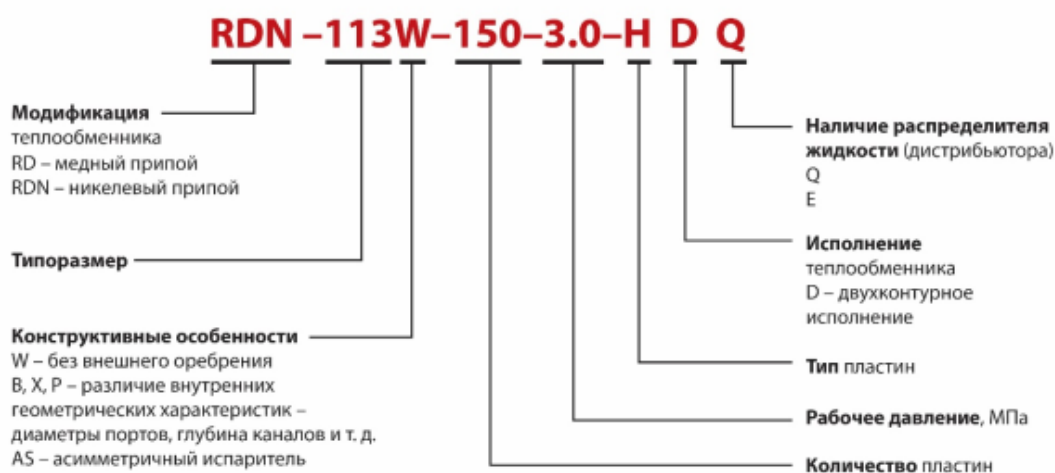 RDN –113W–150–3.0–H D Q
Модификация
теплообменника
RD – медный припой
RDN – никелевый припой
Типоразмер
Конструктивные особенности
W – без внешнего оребрения
B, X, P – различие внутренних
геометрических характеристик –
диаметры портов, глубина каналов и т. д.
AS – асимметричный испаритель
Наличие распределителя
жидкости (дистрибьютора)
Q
E
Исполнение
теплообменника
D – двухконтурное
исполнение
Тип пластин
Рабочее давление, МПа
Количество пластин